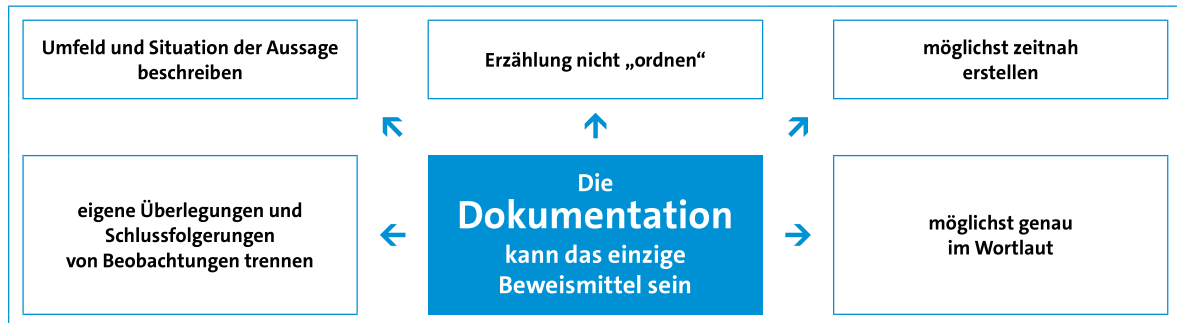 Umfeld und Situation der Aussage
beschreiben
Erzählung nicht „ordnen“
möglichst zeitnah
erstellen
eigene Überlegungen und
Schlussfolgerungen
von Beobachtungen trennen
Die
Dokumentation
kann das einzige
Beweismittel sein
möglichst genau
im Wortlaut